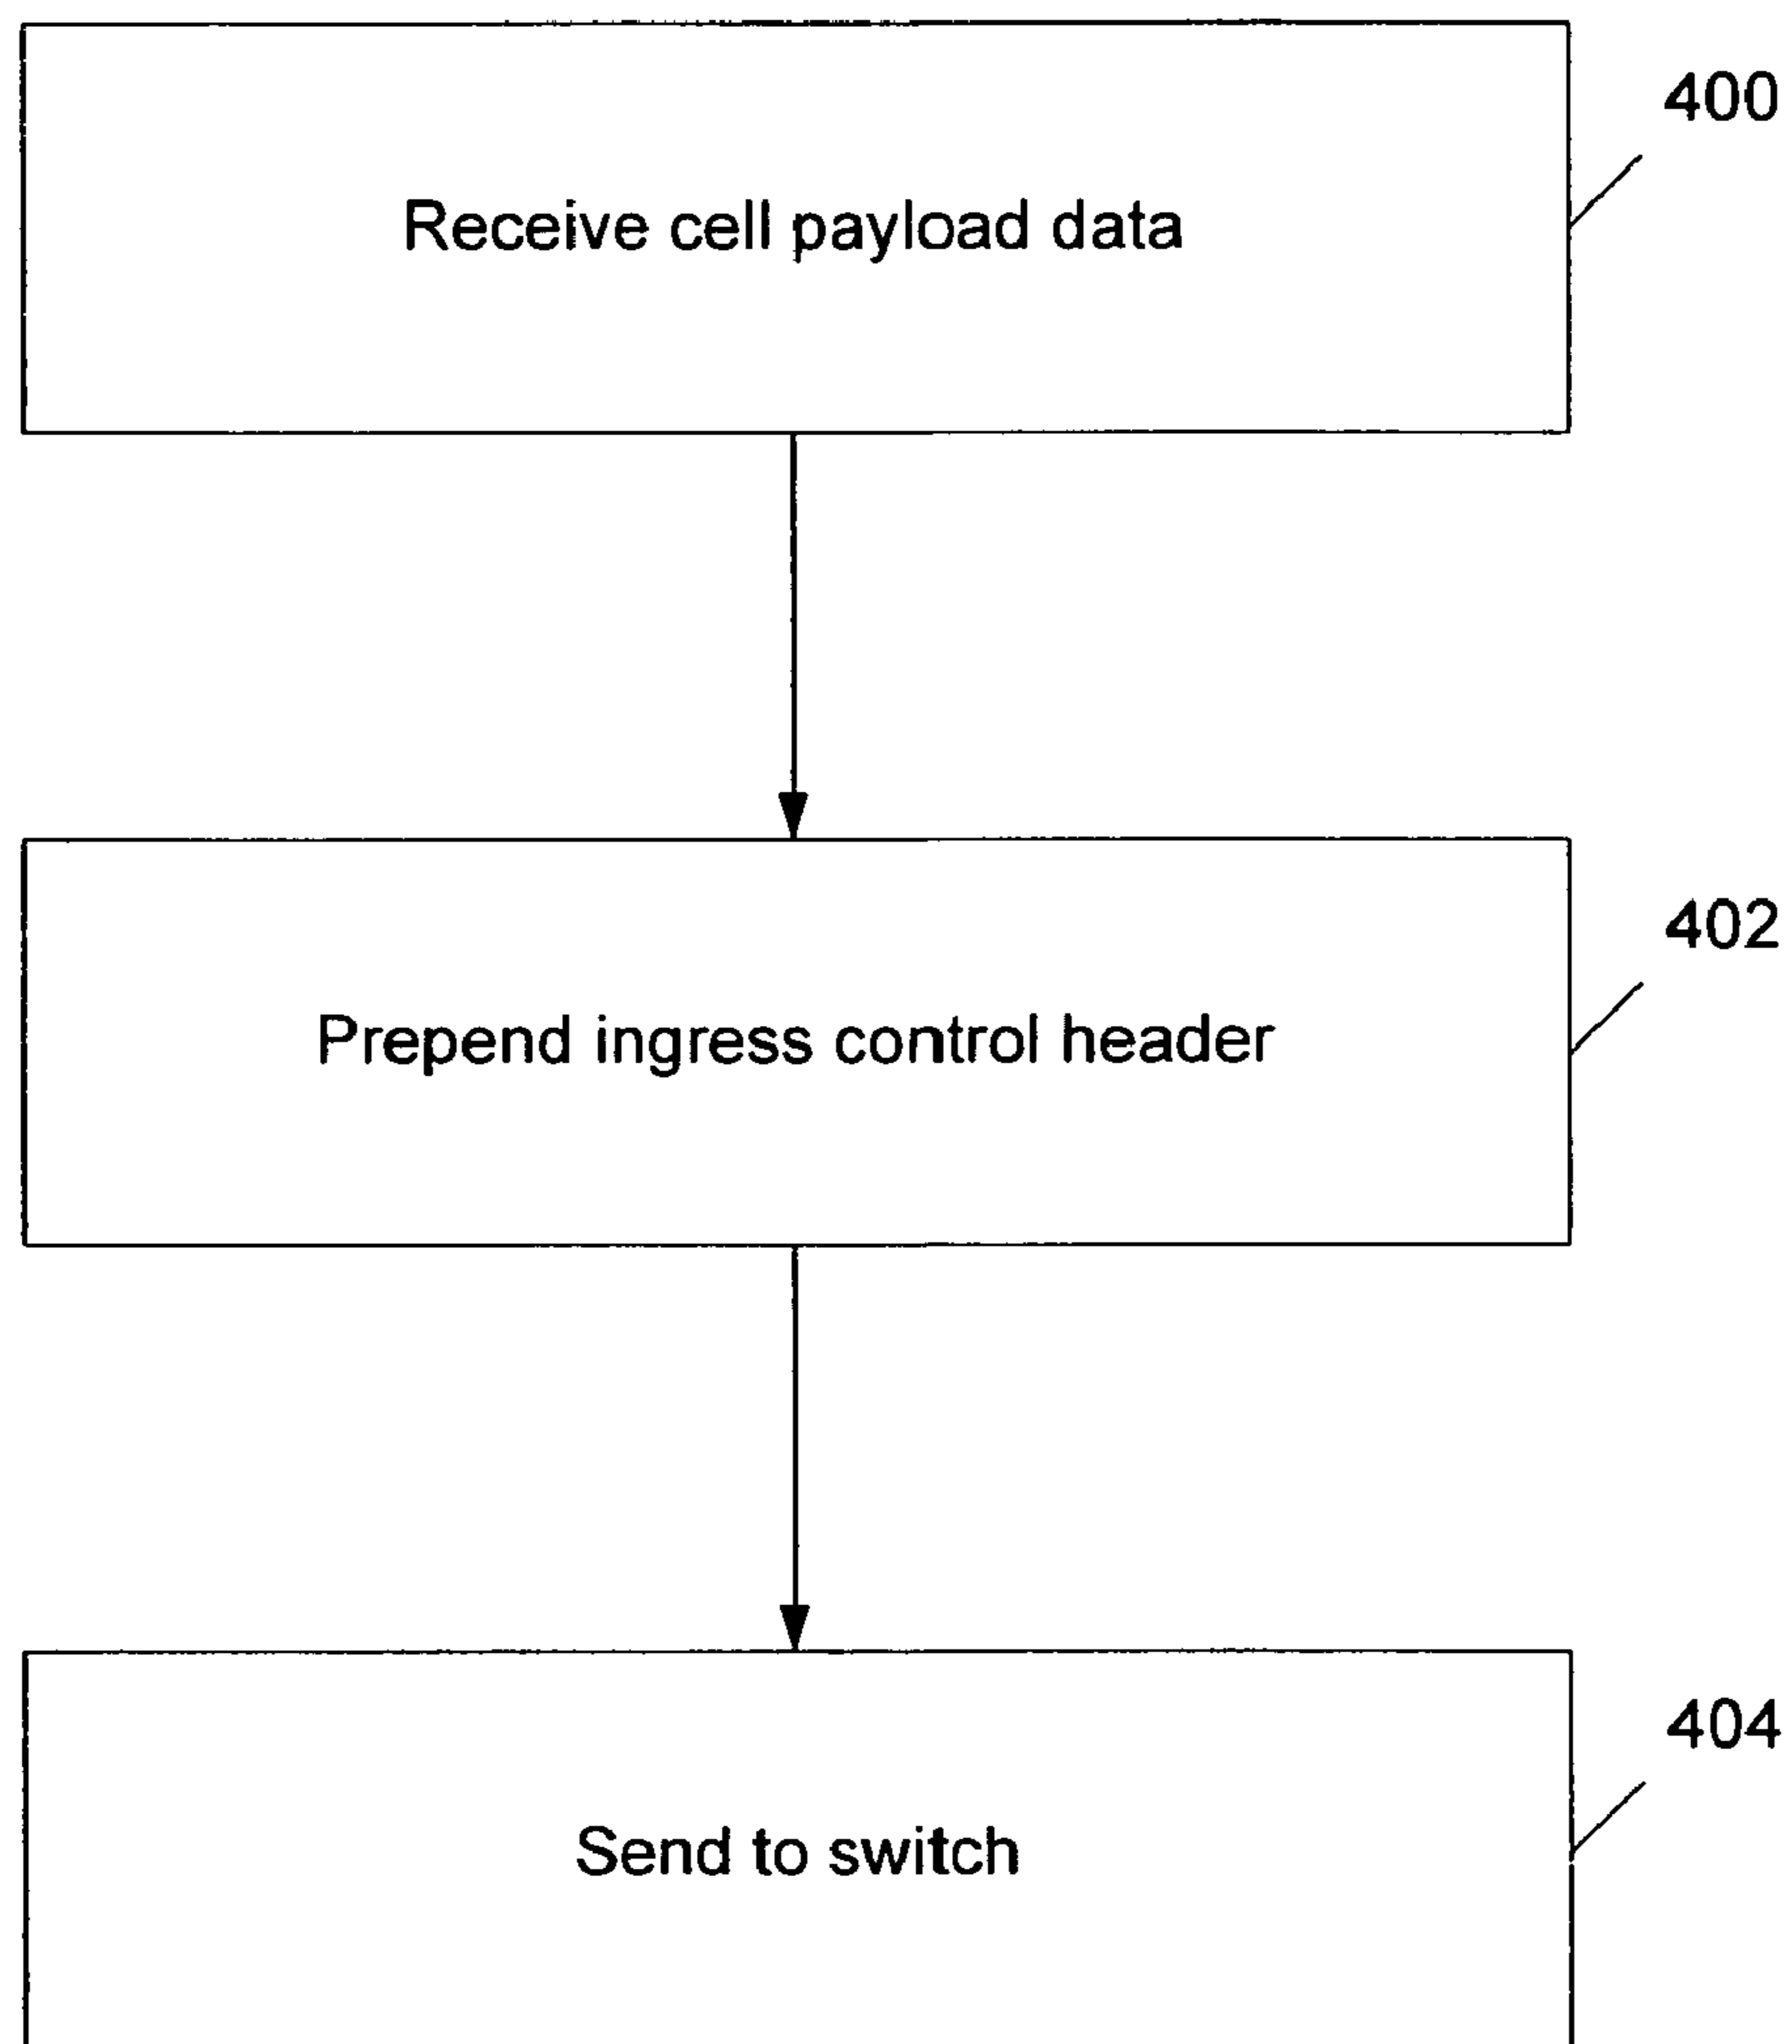 400
Receive cell payload data
402
Prepend ingress control header
404
Send to switch